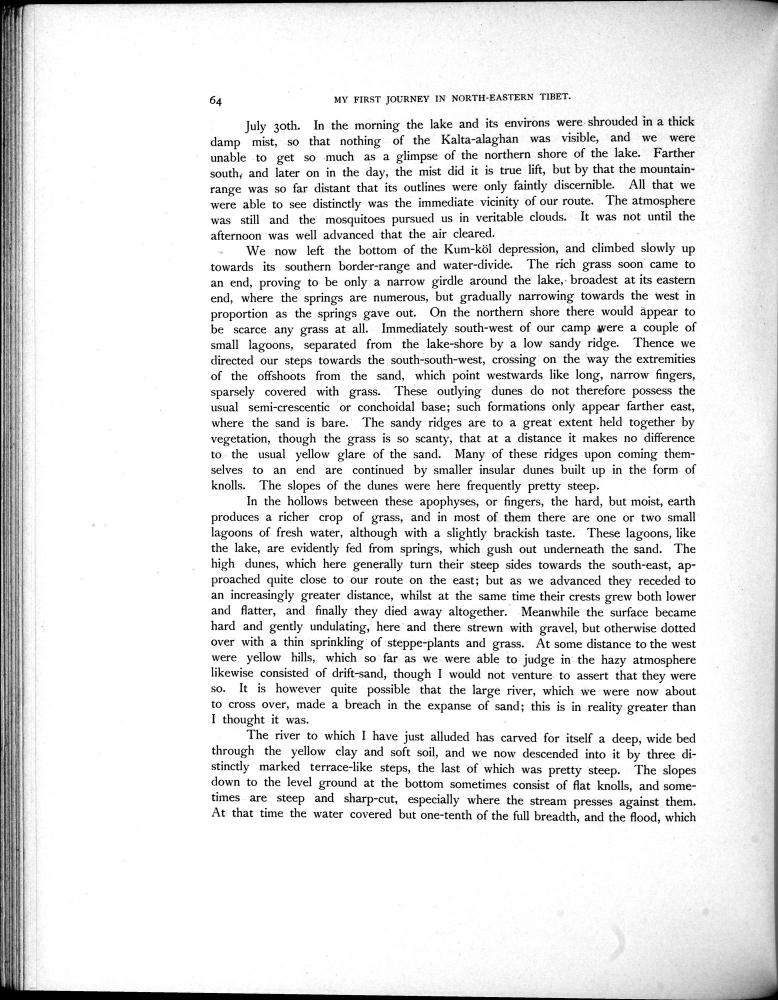 64
MY FIRST JOURNEY IN NORTH-EASTERN TIBET.
July 30th. In the morning the lake and its environs were shrouded in a thick
damp mist, so that nothing of the Kalta-alaghan was visible, and we were
unable to get so much as a glimpse of the northern shore of the lake. Farther
south, and later on in the day, the mist did it is true lift, but by that the mountain-
range was so far distant that its outlines were only faintly discernible. All that we
were able to see distinctly was the immediate vicinity of our route. The atmosphere
was still and the mosquitoes pursued us in veritable clouds. It was not until the
afternoon was well advanced that the air cleared.
We now left the bottom of the Kum-köl depression, and climbed slowly up
towards its southern border-range and water-divide. The rich grass soon came to
an end, proving to be only a narrow girdle around the lake, broadest at its eastern
end, where the springs are numerous, but gradually narrowing towards the west in
proportion as the springs gave out. On the northern shore there would appear to
be scarce any grass at all. Immediately south-west of our camp were a couple of
small lagoons, separated from the lake-shore by a low sandy ridge. Thence we
directed our steps towards the south-south-west, crossing on the way the extremities
of the offshoots from the sand, which point westwards like long, narrow fingers,
sparsely covered with grass. These outlying dunes do not therefore possess the
usual semi-crescentic or conchoidal base; such formations only appear farther east,
where the sand is bare. The sandy ridges are to a great extent held together by
vegetation, though the grass is so scanty, that at a distance it makes no difference
to the usual yellow glare of the sand. Many of these ridges upon coming them-
selves to an end are continued by smaller insular dunes built up in the form of
knolls. The slopes of the dunes were here frequently pretty steep.
In the hollows between these apophyses, or fingers, the hard, but moist, earth
produces a richer crop of grass, and in most of them there are one or two small
lagoons of fresh water, although with a slightly brackish taste. These lagoons, like
the lake, are evidently fed from springs, which gush out underneath the sand. The
high dunes, which here generally turn their steep sides towards the south-east, ap-
proached quite close to our route on the east; but as we advanced they receded to
an increasingly greater distance, whilst at the same time their crests grew both lower
and flatter, and finally they died away altogether. Meanwhile the surface became
hard and gently undulating, here and there strewn with gravel, but otherwise dotted
over with a thin sprinkling of steppe-plants and grass. At some distance to the west
were yellow hills, which so far as we were able to judge in the hazy atmosphere
likewise consisted of drift-sand, though I would not venture to assert that they were
so. It is however quite possible that the large river, which we were now about
to cross over, made a breach in the expanse of sand; this is in reality greater than
I thought it was.
The river to which I have just alluded has carved for itself a deep, wide bed
through the yellow clay and soft soil, and we now descended into it by three di-
stinctly marked terrace-like steps, the last of which was pretty steep. The slopes
down to the level ground at the bottom sometimes consist of flat knolls, and some-
times are steep and sharp-cut, especially where the stream presses against them.
At that time the water covered but one-tenth of the full breadth, and the flood, which